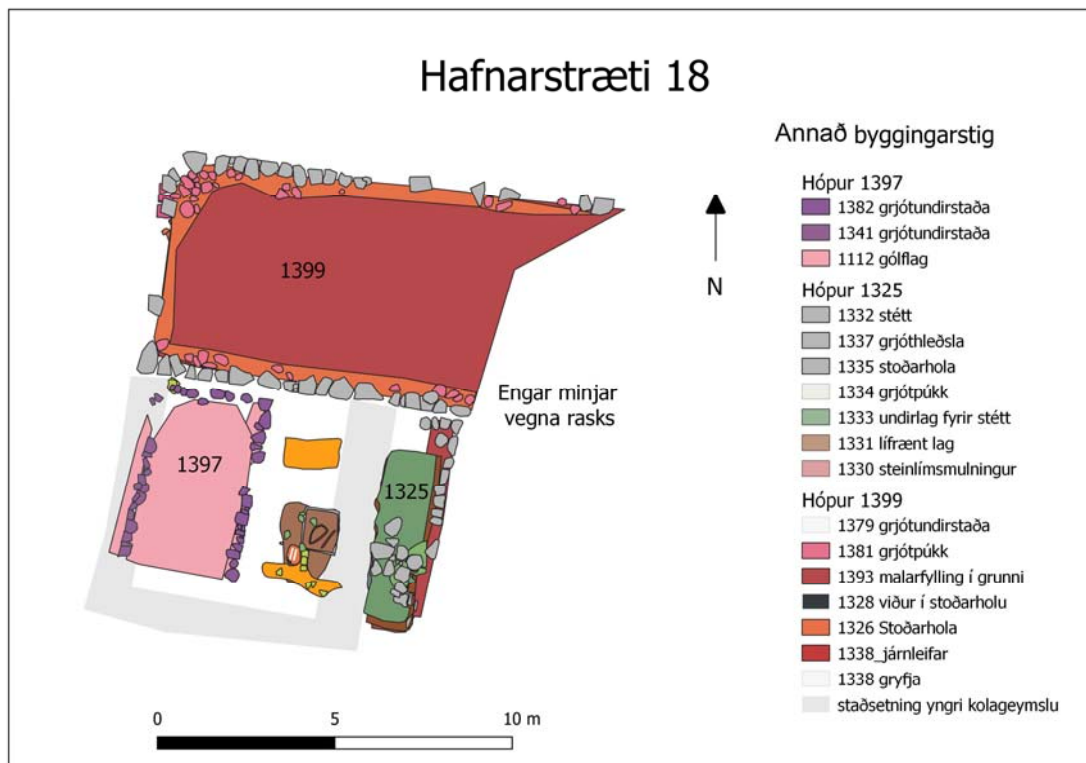 Hafnarstræti 18
1399
1397
1325
N
Engar minjar
vegna rasks
0 5 10 m
Annað byggingarstig
Hópur 1397
1382 grjótundirstaða
1341 grjótundirstaða
1112 gólflag
Hópur 1325
1332 stétt
1337 grjóthleðsla
1335 stoðarhola
1334 grjótpúkk
1333 undirlag fyrir stétt
1331 lífrænt lag
1330 steinlímsmulningur
Hópur 1399
1379 grjótundirstaða
1381 grjótpúkk
1393 malarfylling í grunni
1328 viður í stoðarholu
1326 Stoðarhola
1338_járnleifar
1338 gryfja
staðsetning yngri kolageymslu